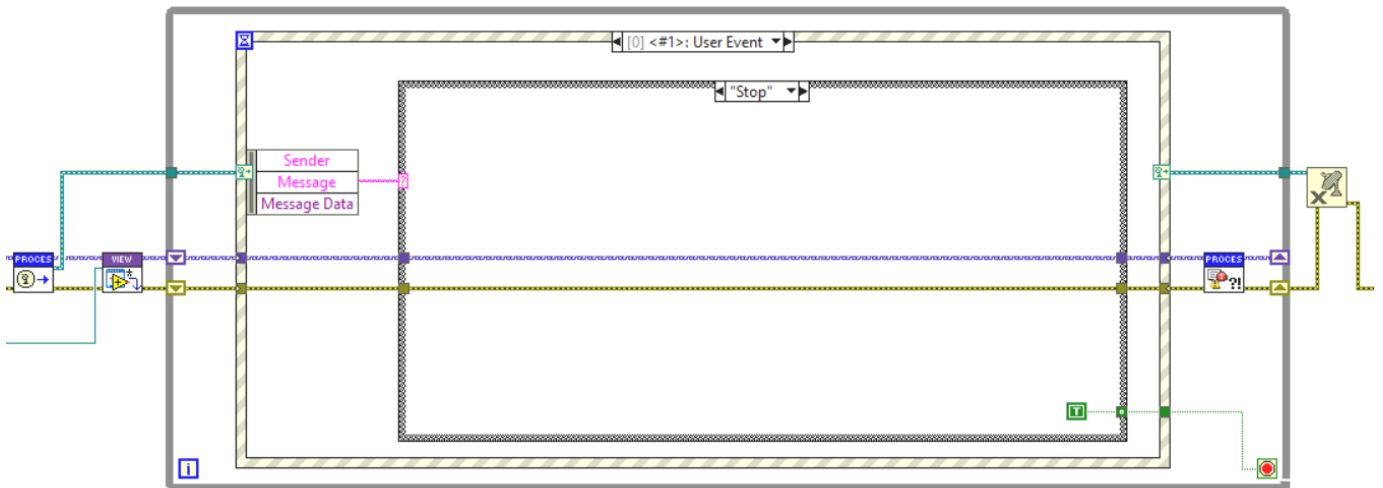 [0] <#1>: User Event
"Stop"
Sender
Message
?
Message Data
PROCES
VIEW
PROCES
?!
T
i